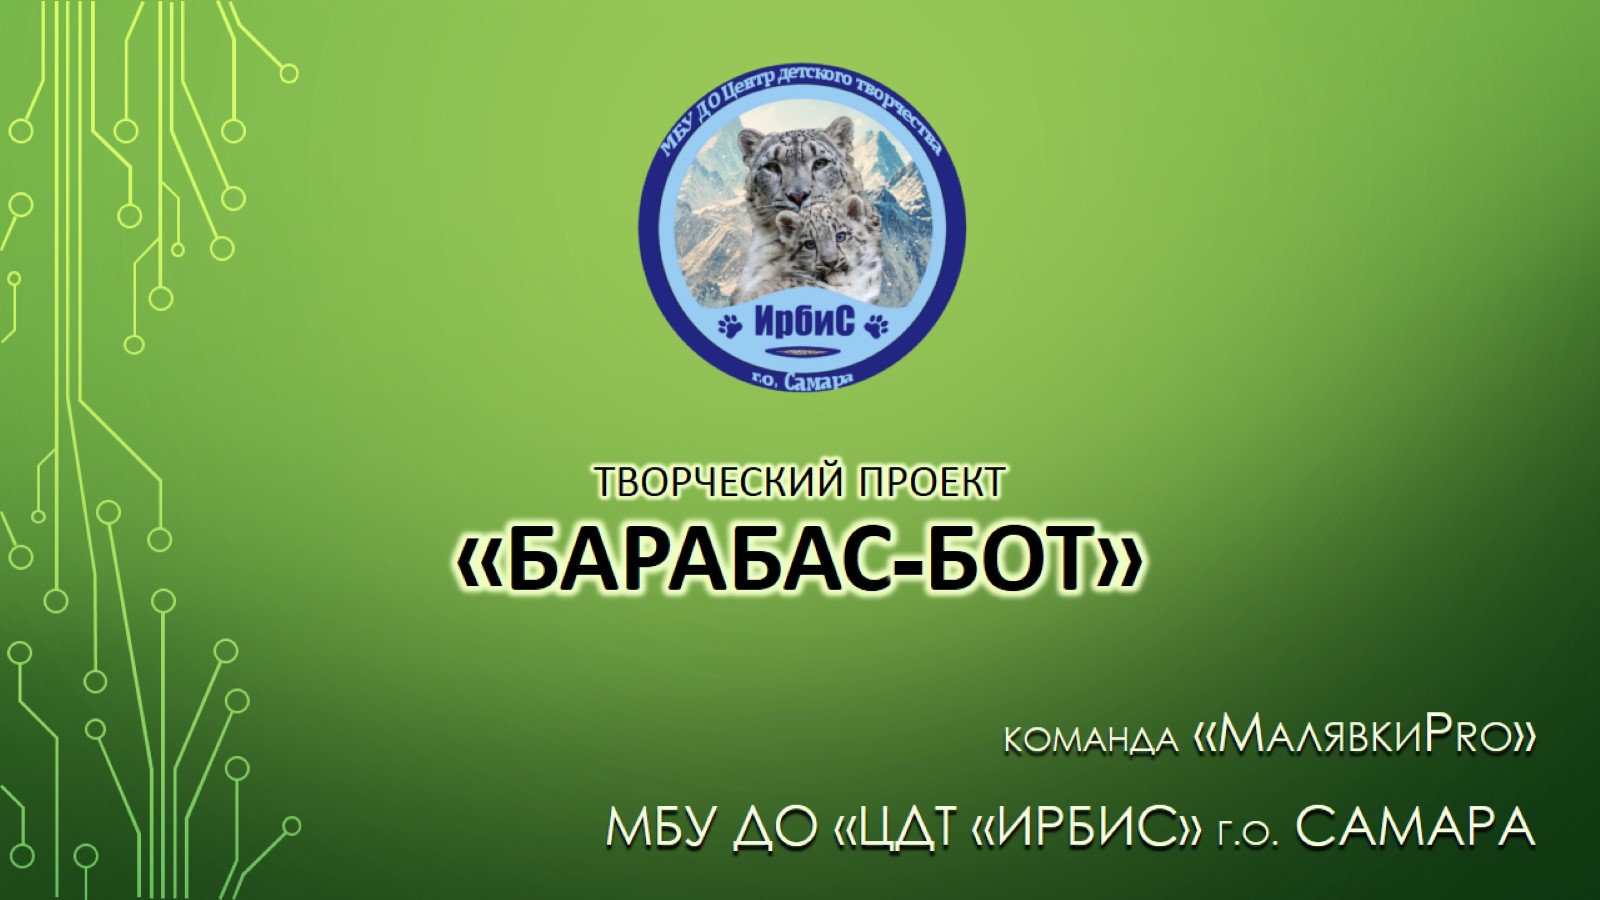 МБУ ДО Центр детского творчества
ИрбиС
г.о. Самара
ТВОРЧЕСКИЙ ПРОЕКТ
«БАРАБАС-БОТ»
КОМАНДА «МАЛЯВКИPRO»
МБУ ДО «ЦДТ «ИРБИС» Г.О. САМАРА